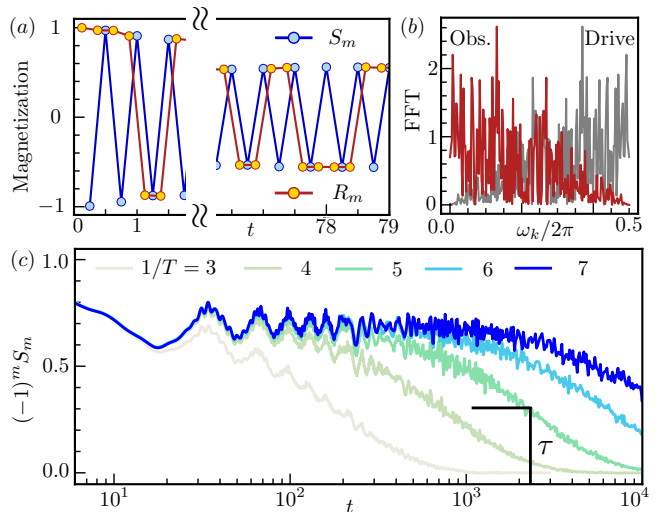 (a)
Magnetization
1
0
−1
0
1
t
78
79
S_m
R_m
(b)
Obs.
Drive
FFT
2
1
0
0.0
ω_k/2π
0.5
(c)
1/T = 3
4
5
6
7
(−1)^m S_m
1.0
0.5
0.0
τ
10^1
10^2
t
10^3
10^4